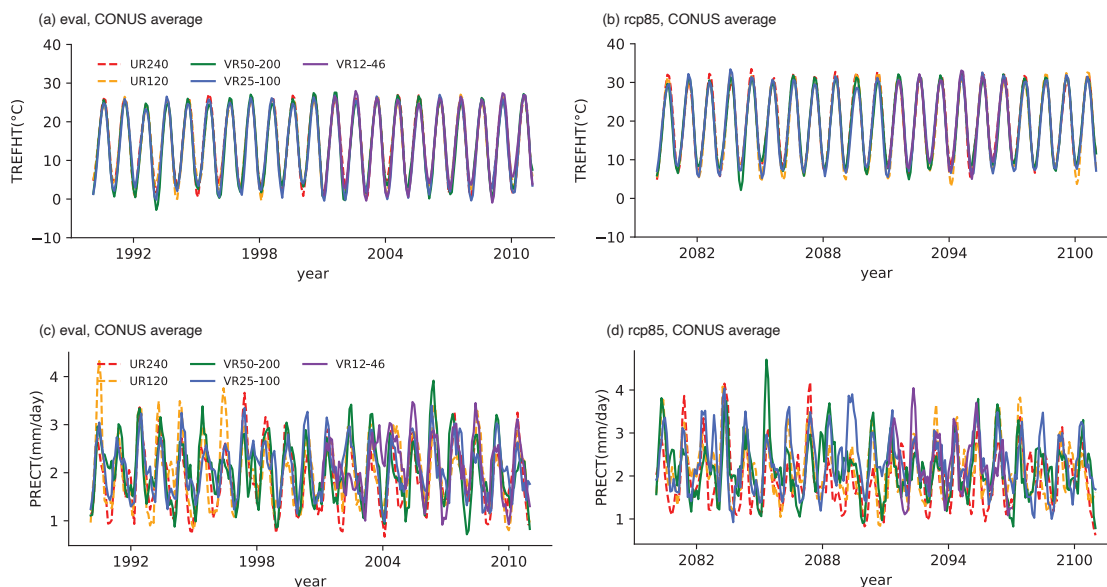 (a) eval, CONUS average
UR240 VR50-200 VR12-46
UR120 VR25-100
40
30
20
10
0
−10
TREFHT(°C)
1992 1998 2004 2010
year
(b) rcp85, CONUS average
40
30
20
10
0
−10
TREFHT(°C)
2082 2088 2094 2100
year
(c) eval, CONUS average
UR240 VR50-200 VR12-46
UR120 VR25-100
4
3
2
1
PRECT(mm/day)
1992 1998 2004 2010
year
(d) rcp85, CONUS average
4
3
2
1
PRECT(mm/day)
2082 2088 2094 2100
year